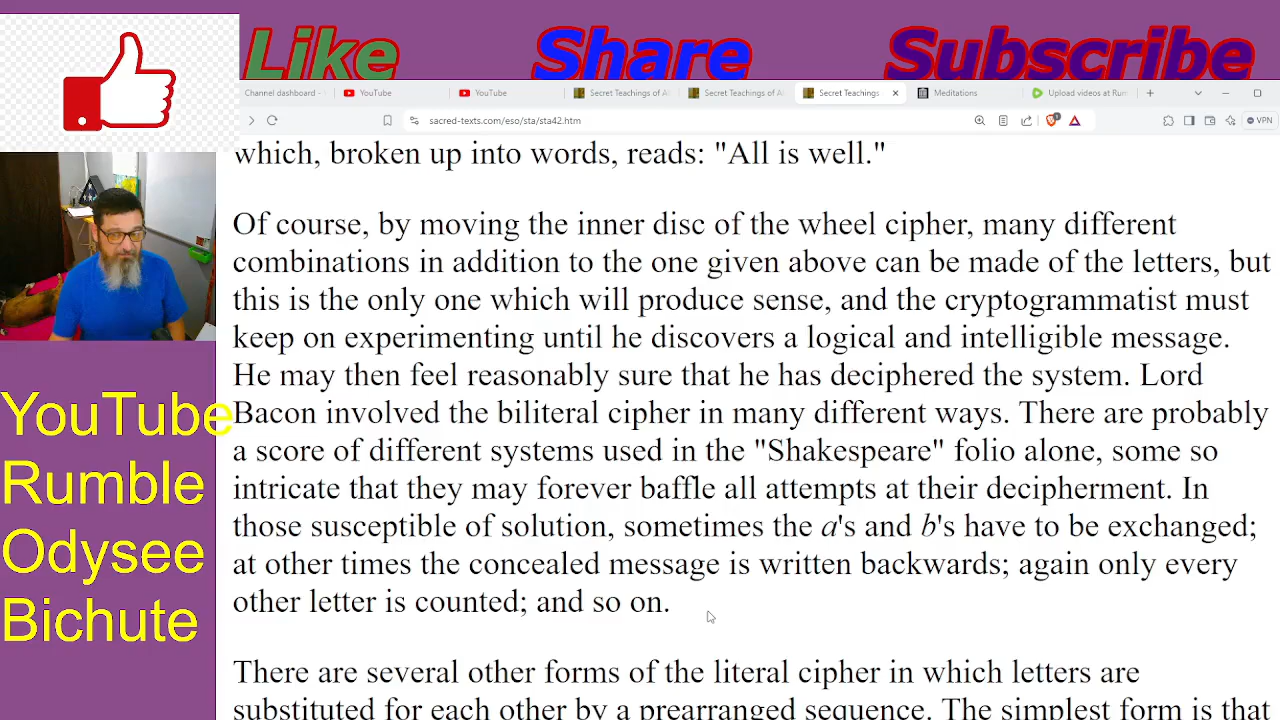 Like Share Subscribe
Channel dashboard - YouTube YouTube Secret Teachings of A Secret Teachings of A Secret Teachings Meditations Upload videos at Rum
sacred-texts.com/eso/sta/sta42.htm VPN
which, broken up into words, reads: "All is well."
Of course, by moving the inner disc of the wheel cipher, many different
combinations in addition to the one given above can be made of the letters, but
this is the only one which will produce sense, and the cryptogrammatist must
keep on experimenting until he discovers a logical and intelligible message.
He may then feel reasonably sure that he has deciphered the system. Lord
Bacon involved the biliteral cipher in many different ways. There are probably
a score of different systems used in the "Shakespeare" folio alone, some so
intricate that they may forever baffle all attempts at their decipherment. In
those susceptible of solution, sometimes the a's and b's have to be exchanged;
at other times the concealed message is written backwards; again only every
other letter is counted; and so on.
There are several other forms of the literal cipher in which letters are
substituted for each other by a prearranged sequence. The simplest form is that
YouTube
Rumble
Odysee
Bichute